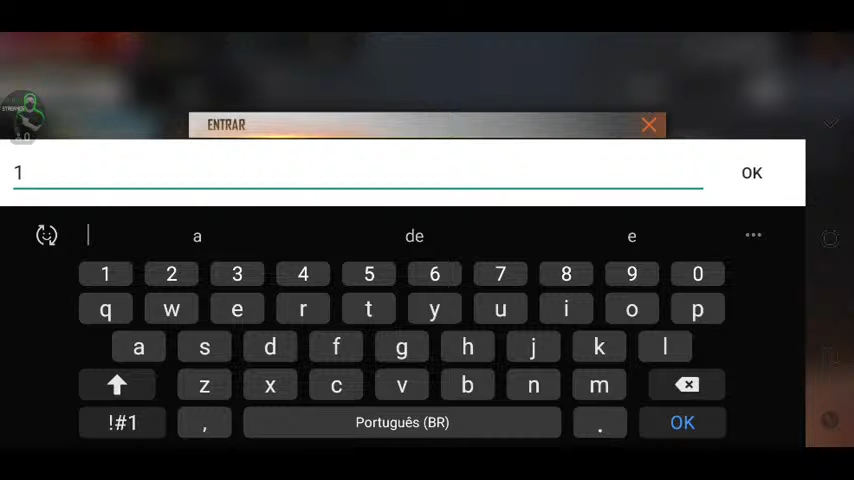 ENTRAR
1
OK
a de e
1 2 3 4 5 6 7 8 9 0
q w e r t y u i o p
a s d f g h j k l
z x c v b n m
!#1 , Português (BR) . OK